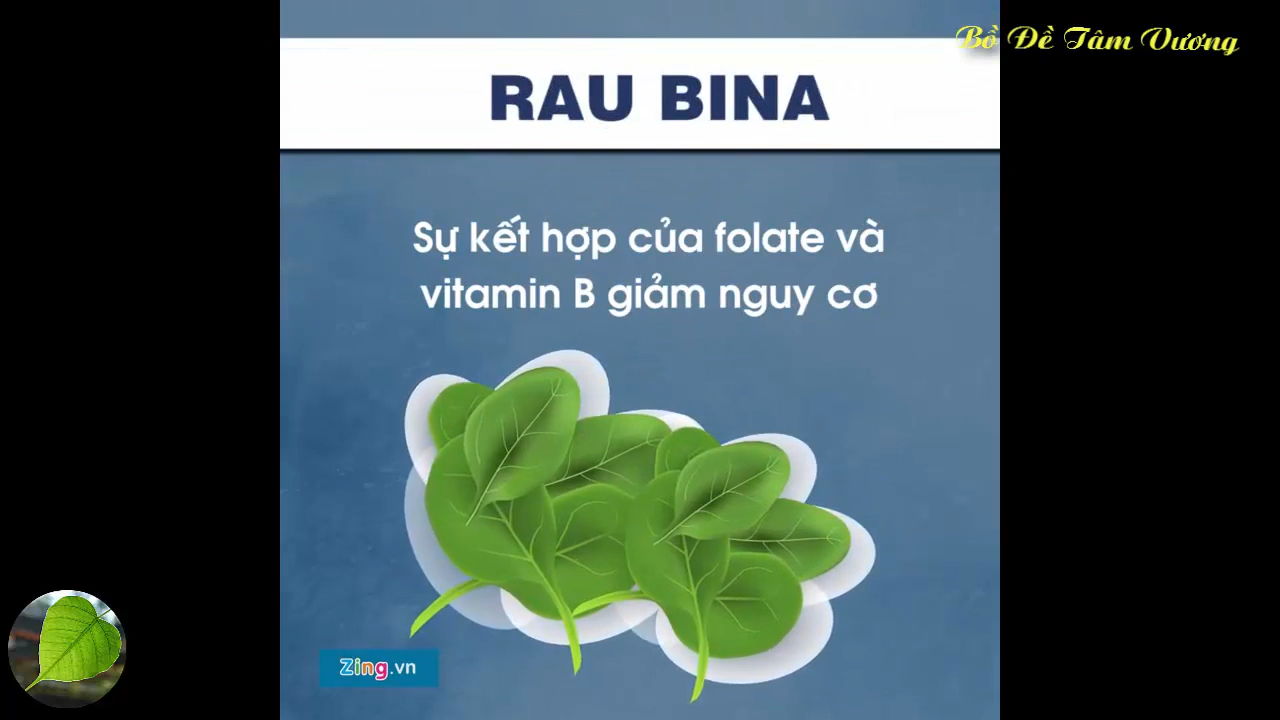 Bồ Đề Tâm Vương
RAU BINA
Sự kết hợp của folate và
vitamin B giảm nguy cơ
Zing.vn